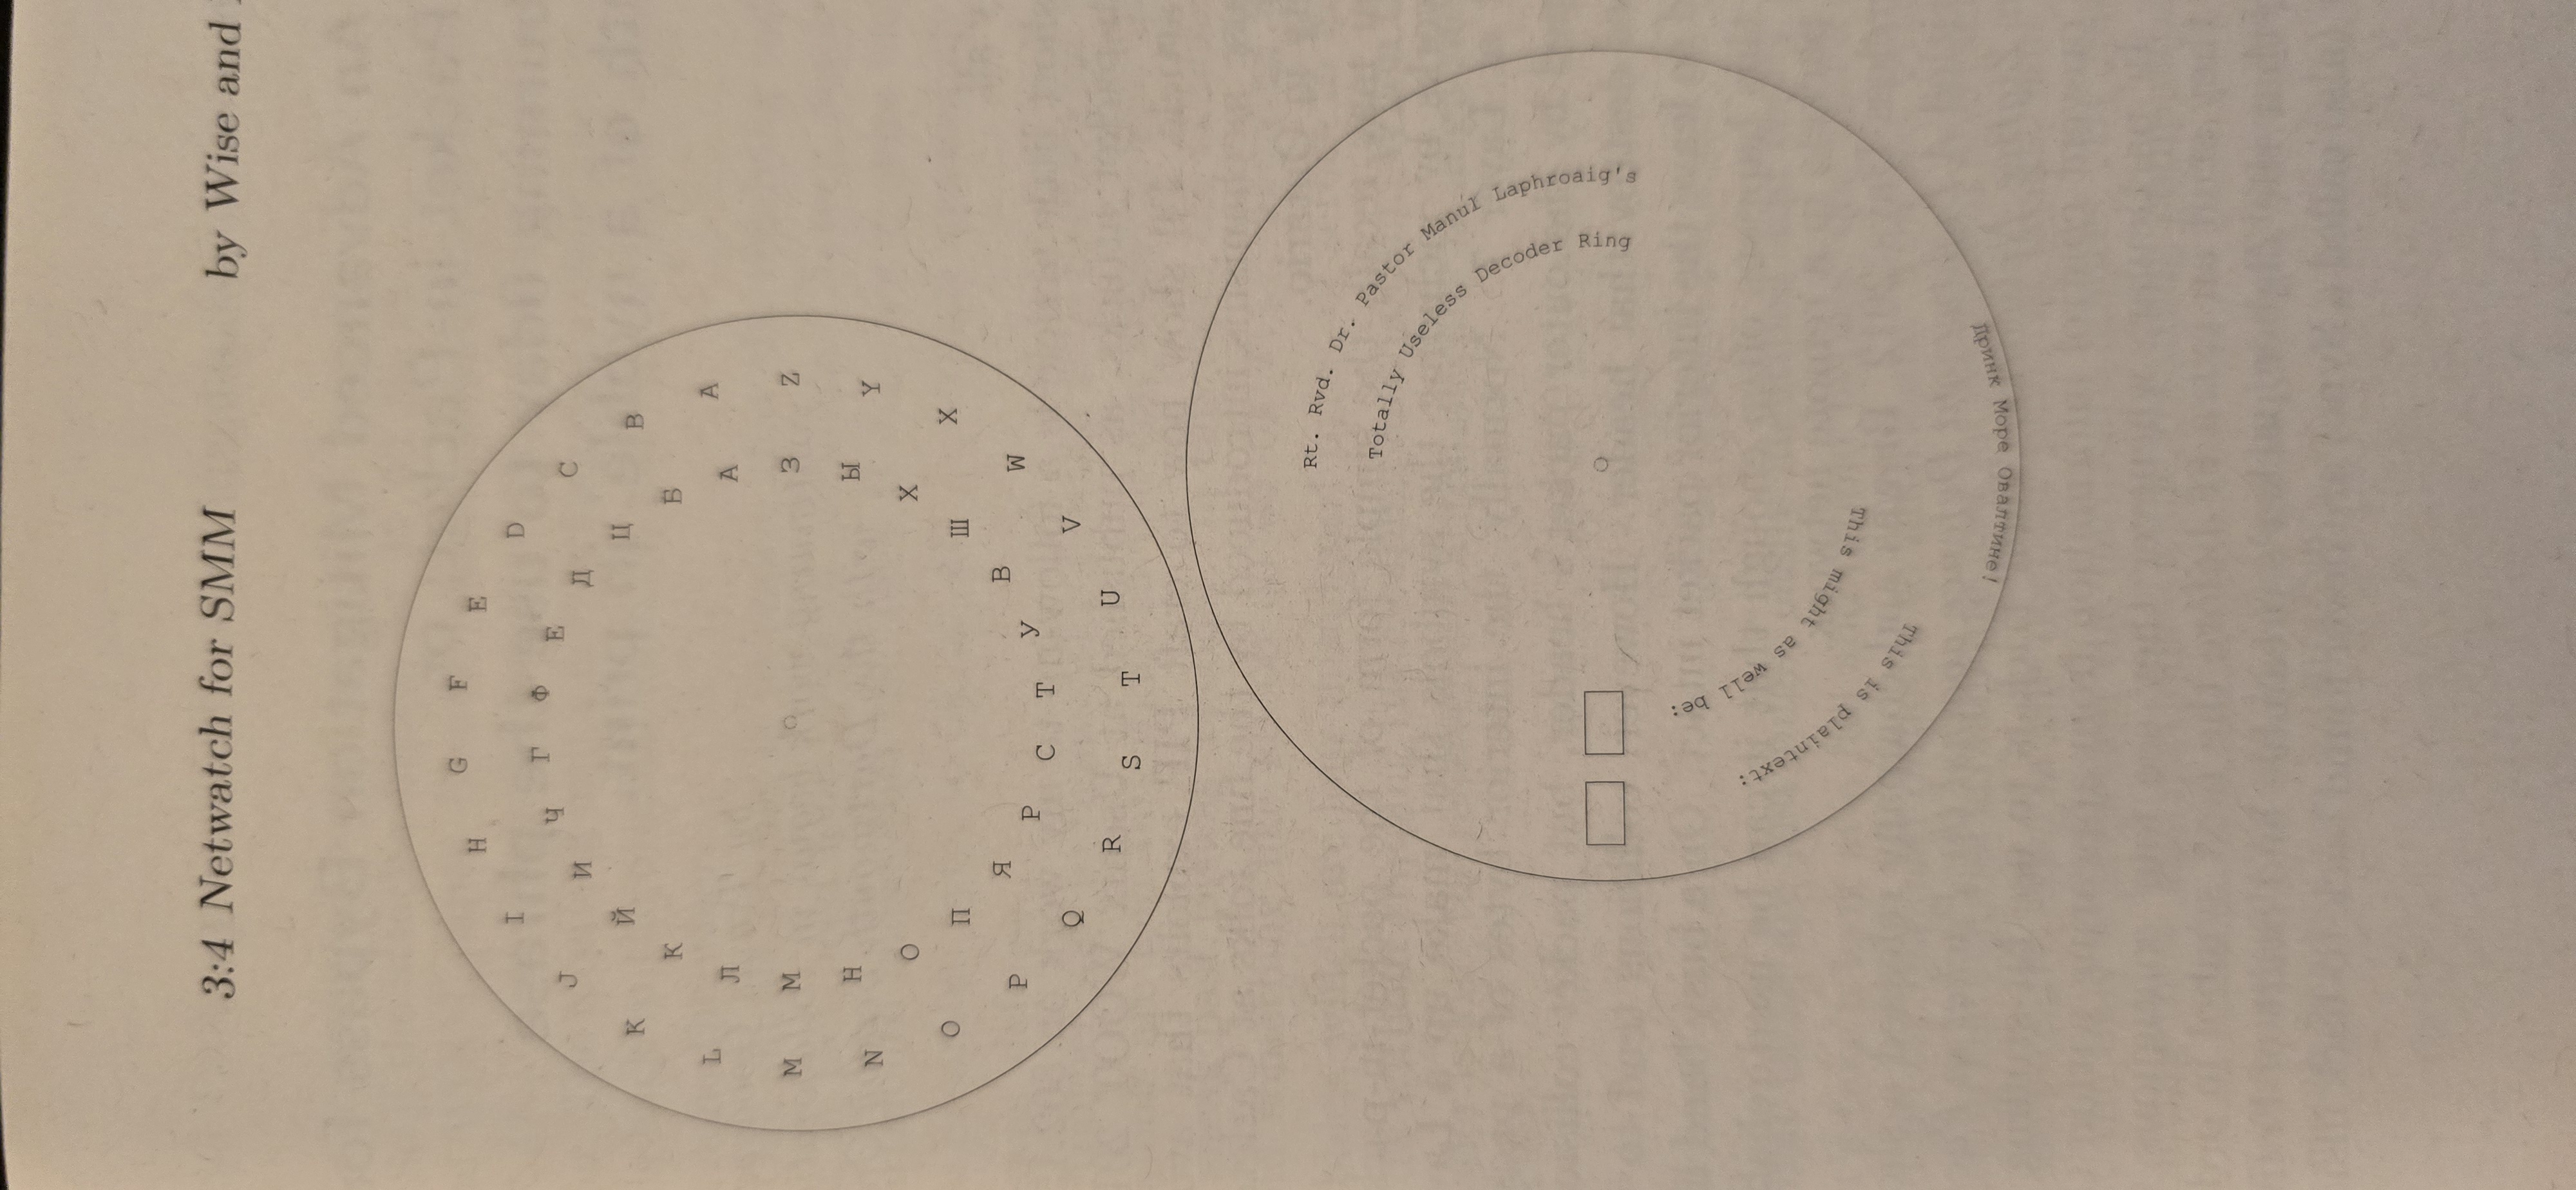 Дринк Море Овалтине!
This is plaintext:
This might as well be:
Rt. Rvd. Dr. Pastor Manul Laphroaig's
Totally Useless Decoder Ring
A B C D E F G H I J K L M N O P Q R S T U V W X Y Z
А Б Ц Д Е Ф Г Ч И Й К Л М Н О П Я Р С Т У В Ш Х Ы З
3:4 Netwatch for SMM by Wise and